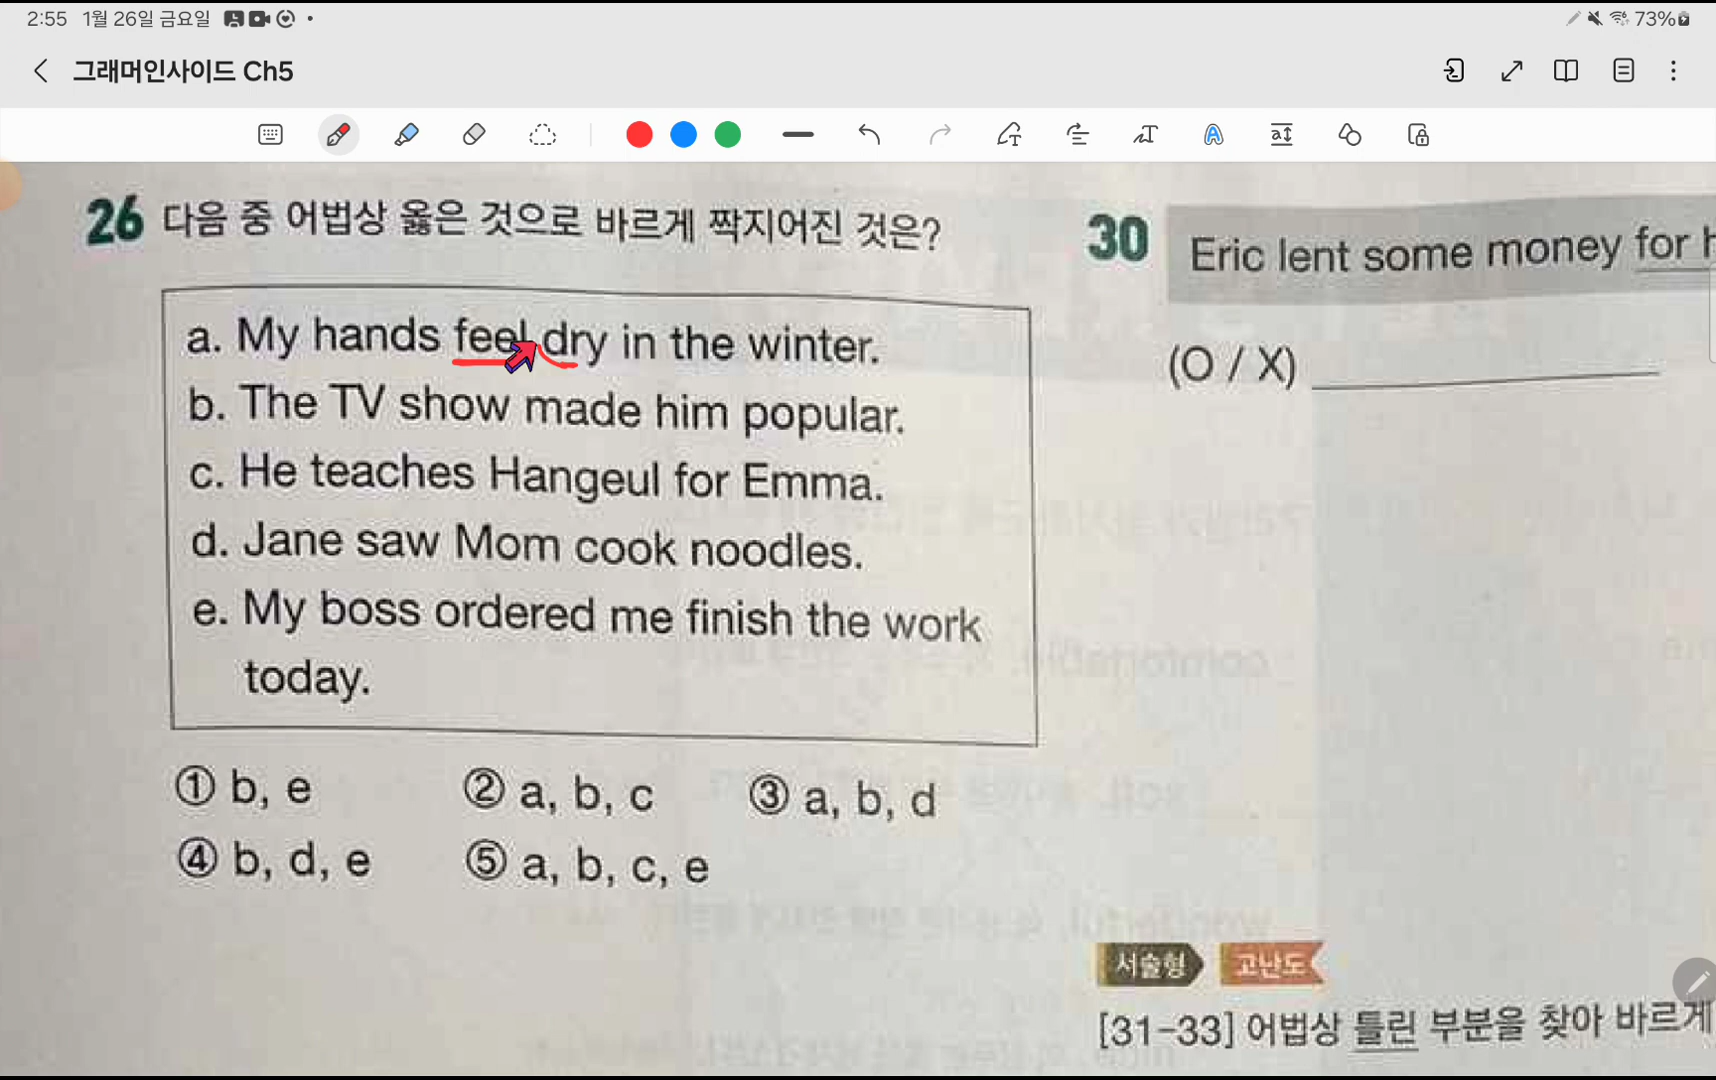 2:55 1월 26일 금요일
73%
그래머인사이드 Ch5
26 다음 중 어법상 옳은 것으로 바르게 짝지어진 것은?
a. My hands feel dry in the winter.
b. The TV show made him popular.
c. He teaches Hangeul for Emma.
d. Jane saw Mom cook noodles.
e. My boss ordered me finish the work
today.
① b, e ② a, b, c ③ a, b, d
④ b, d, e ⑤ a, b, c, e
30 Eric lent some money for
(O / X)
서술형 고난도
[31-33] 어법상 틀린 부분을 찾아 바르게